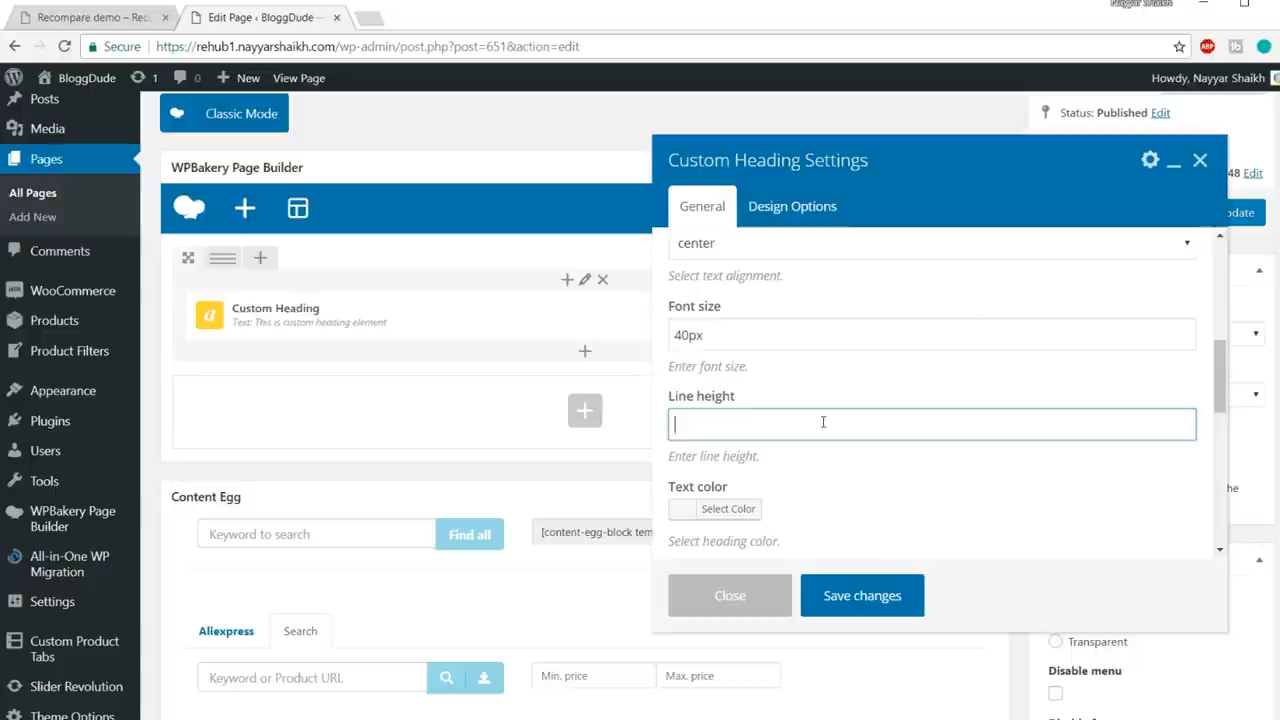 Recompare demo – Rec
Edit Page ‹ BloggDude —
Nayyar Shaikh
Secure
https://rehub1.nayyarshaikh.com/wp-admin/post.php?post=651&action=edit
ABP
BloggDude
1
0
New
View Page
Howdy, Nayyar Shaikh
Posts
Media
Pages
All Pages
Add New
Comments
WooCommerce
Products
Product Filters
Appearance
Plugins
Users
Tools
WPBakery Page
Builder
All-in-One WP
Migration
Settings
Custom Product
Tabs
Slider Revolution
Theme Options
Classic Mode
WPBakery Page Builder
Custom Heading
Text: This is custom heading element
Content Egg
Keyword to search
Find all
[content-egg-block tem
Aliexpress
Search
Keyword or Product URL
Min. price
Max. price
Status: Published Edit
48 Edit
date
he
Custom Heading Settings
General
Design Options
center
Select text alignment.
Font size
40px
Enter font size.
Line height
Enter line height.
Text color
Select Color
Select heading color.
Close
Save changes
Transparent
Disable menu